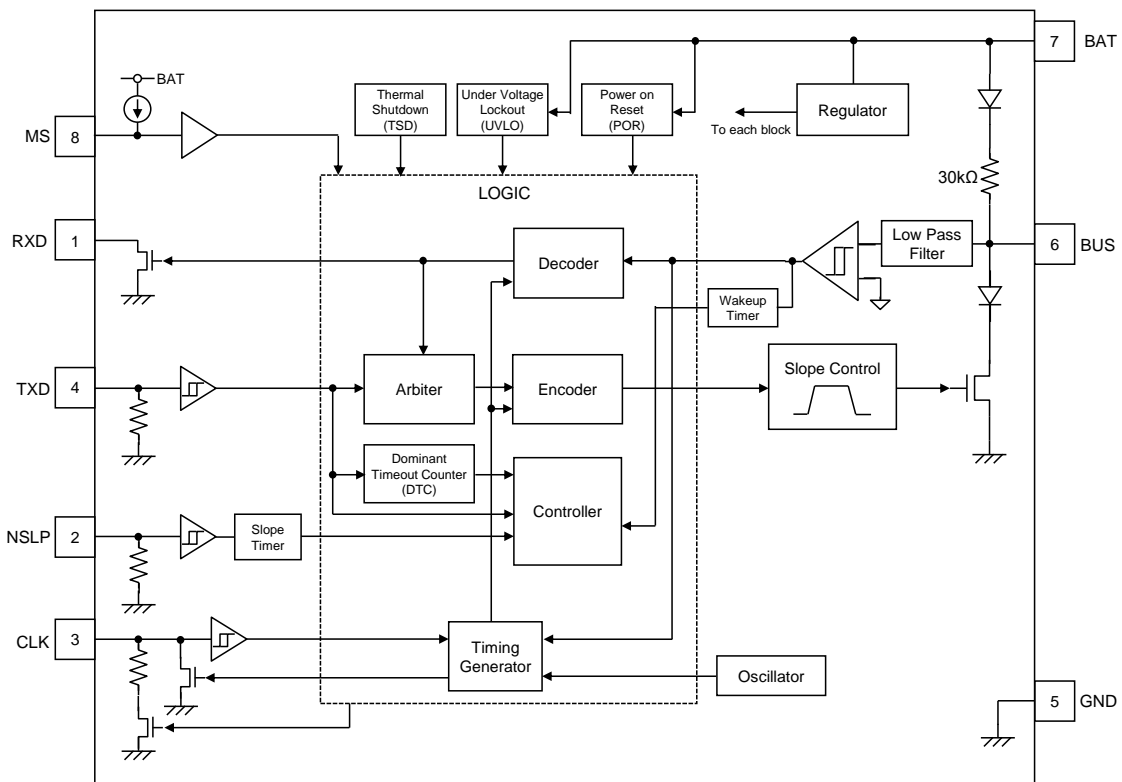 7
BAT
BAT
Thermal
Shutdown
(TSD)
Under Voltage
Lockout
(UVLO)
Power on
Reset
(POR)
Regulator
To each block
MS
8
LOGIC
30kΩ
RXD
1
Decoder
Low Pass
Filter
6
BUS
Wakeup
Timer
TXD
4
Arbiter
Encoder
Slope Control
Dominant
Timeout Counter
(DTC)
Controller
NSLP
2
Slope
Timer
CLK
3
Timing
Generator
Oscillator
5
GND